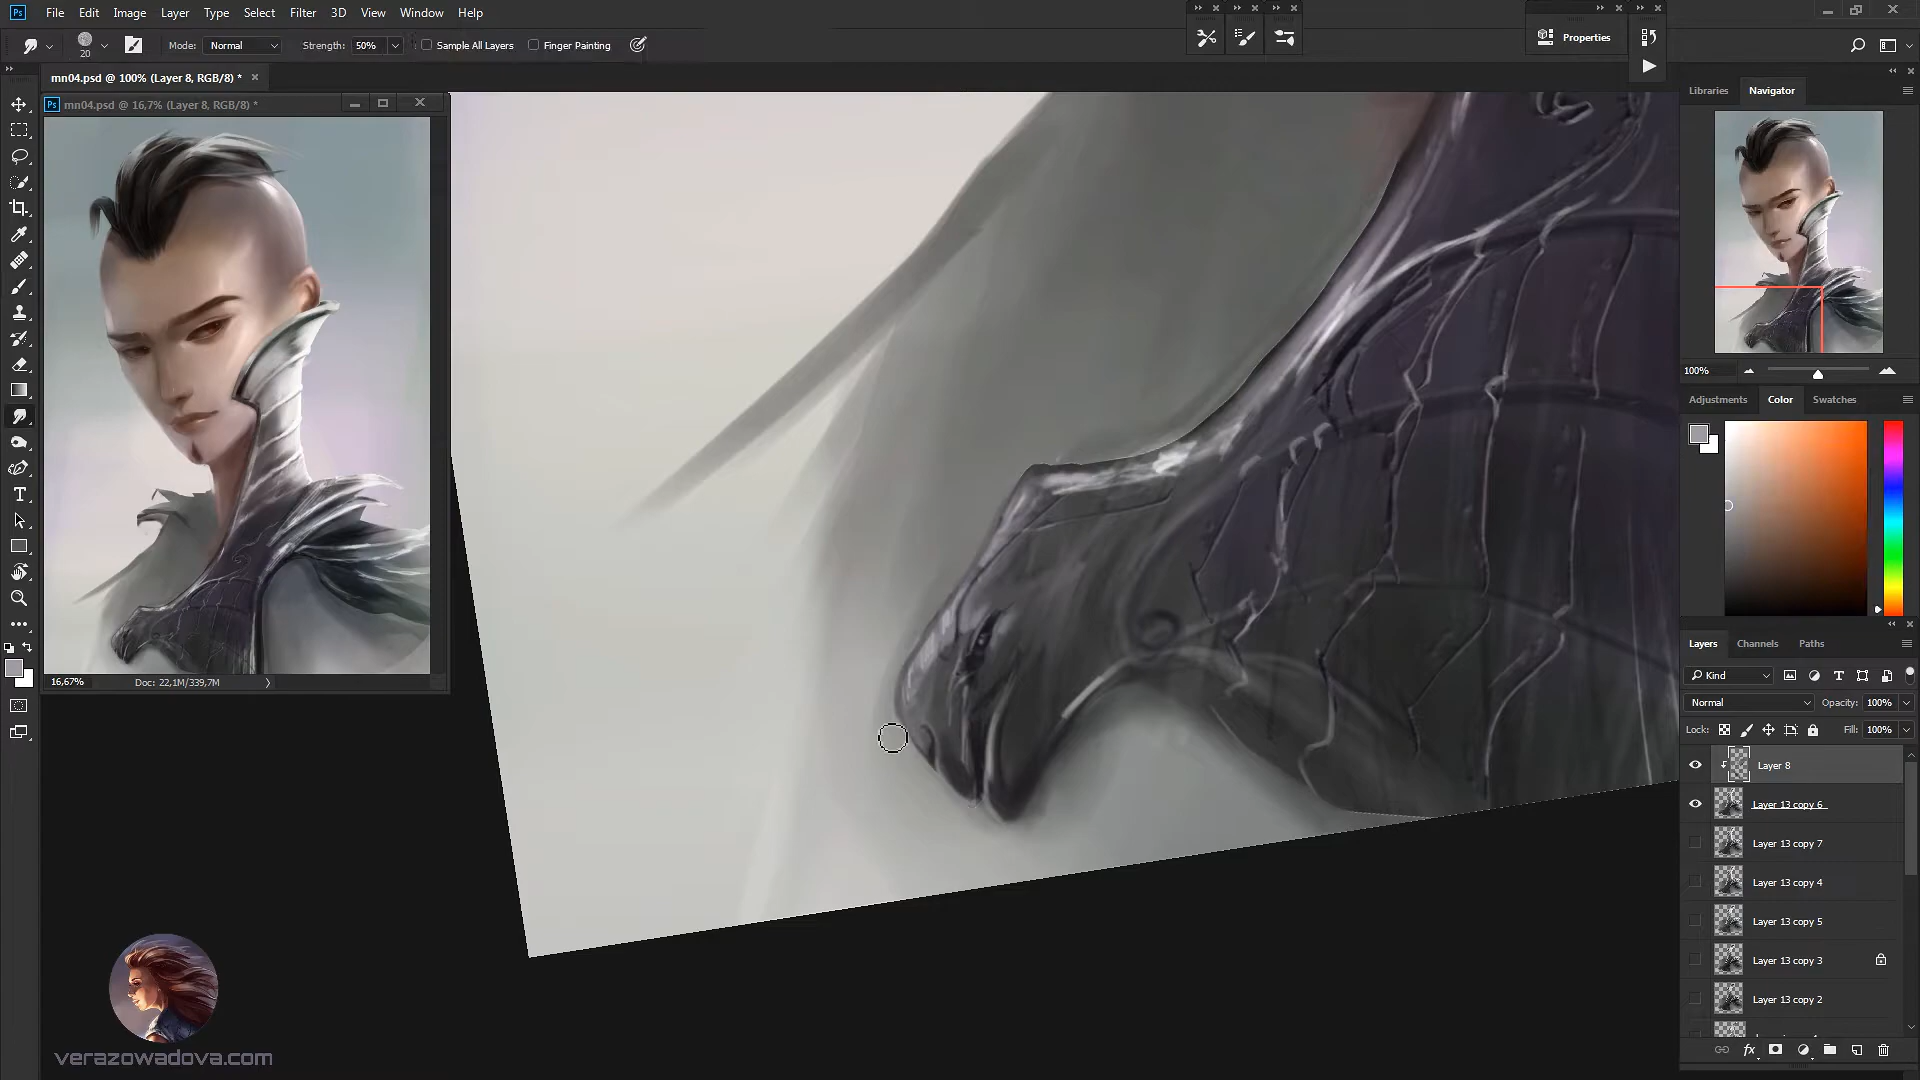 Ps File Edit Image Layer Type Select Filter 3D View Window Help
20 Mode: Normal Strength: 50% Sample All Layers Finger Painting
Properties
mn04.psd @ 100% (Layer 8, RGB/8) *
Ps mn04.psd @ 16,7% (Layer 8, RGB/8) *
Libraries Navigator
100%
Adjustments Color Swatches
T
16,67% Doc: 22,1M/339,7M
Layers Channels Paths
Kind T
Normal Opacity: 100%
Lock: Fill: 100%
Layer 8
Layer 13 copy 6
Layer 13 copy 7
Layer 13 copy 4
Layer 13 copy 5
Layer 13 copy 3
Layer 13 copy 2
fx
verazowadova.com